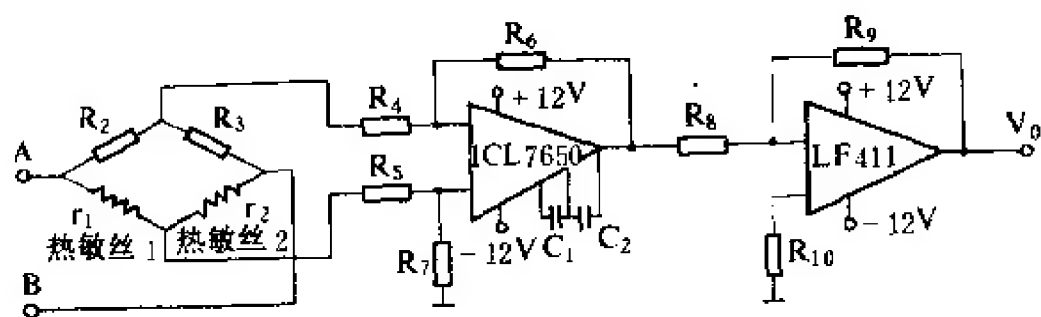 R₆
R₉
+12V
+12V
R₄
R₂
R₃
R₈
V₀
A
ICL7650
LF411
R₅
r₁
r₂
-12V
热敏丝1
热敏丝2
-12V
C₁
C₂
R₇
R₁₀
B